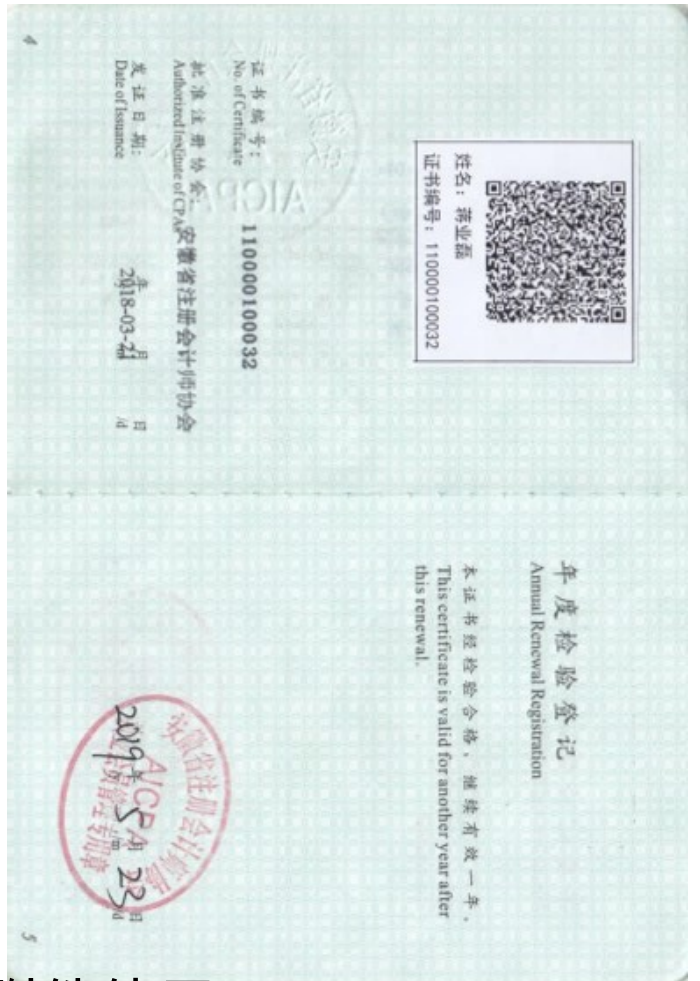 姓名：蒋业磊
证书编号：110000100032
证书编号：
No. of Certificate
110000100032
批准注册协会：
Authorized Institute of CPAs
安徽省注册会计师协会
发证日期：
Date of Issuance
年 月 日
2018-03-21
/d
4
年度检验登记
Annual Renewal Registration
本证书经检验合格，继续有效一年。
This certificate is valid for another year after
this renewal.
安徽省注册会计师协会
AICPA
2019年 5月 23日
/m /d
5